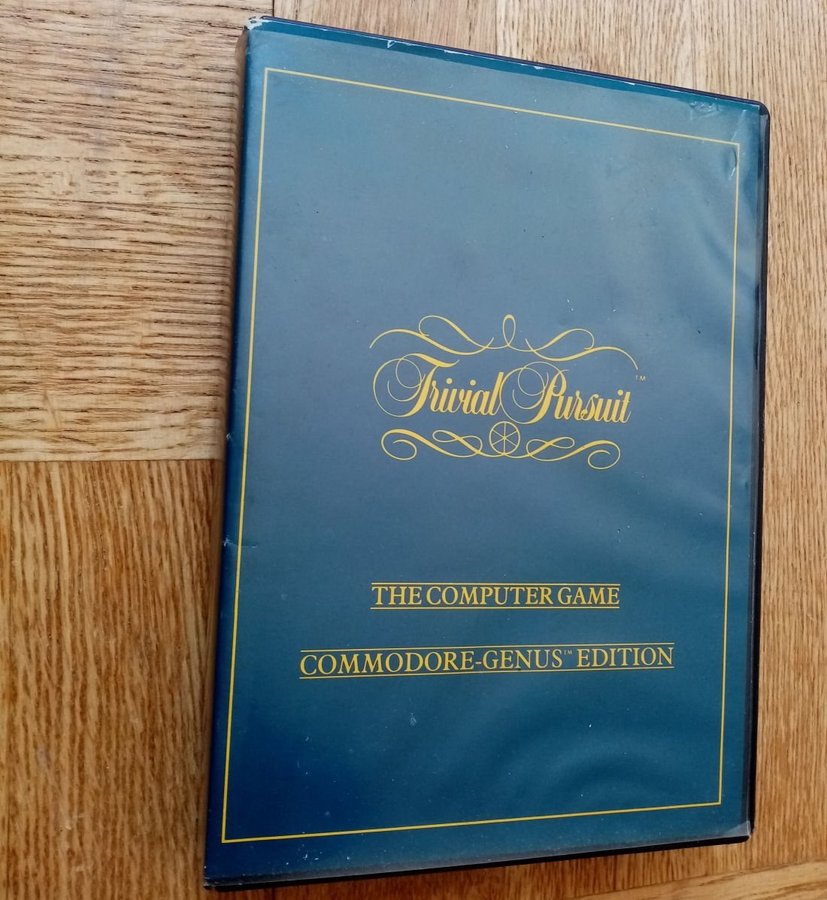 Trivial Pursuit™
THE COMPUTER GAME
COMMODORE-GENUS™ EDITION